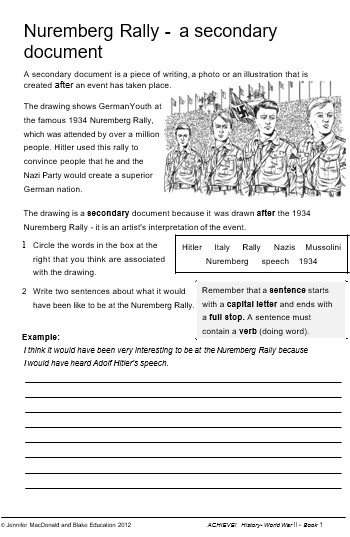 Nuremberg Rally - a secondary
document
A secondary document is a piece of writing, a photo or an illustration that is
created after an event has taken place.
The drawing shows GermanYouth at
the famous 1934 Nuremberg Rally,
which was attended by over a million
people. Hitler used this rally to
convince people that he and the
Nazi Party would create a superior
German nation.
The drawing is a secondary document because it was drawn after the 1934
Nuremberg Rally - it is an artist's interpretation of the event.
1 Circle the words in the box at the
right that you think are associated
with the drawing.
Hitler Italy Rally Nazis Mussolini
Nuremberg speech 1934
2 Write two sentences about what it would
have been like to be at the Nuremberg Rally.
Remember that a sentence starts
with a capital letter and ends with
a full stop. A sentence must
contain a verb (doing word).
Example:
I think it would have been very interesting to be at the Nuremberg Rally because
I would have heard Adolf Hitler's speech.
© Jennifer MacDonald and Blake Education 2012
ACHIEVE! History- World War II - Book 1